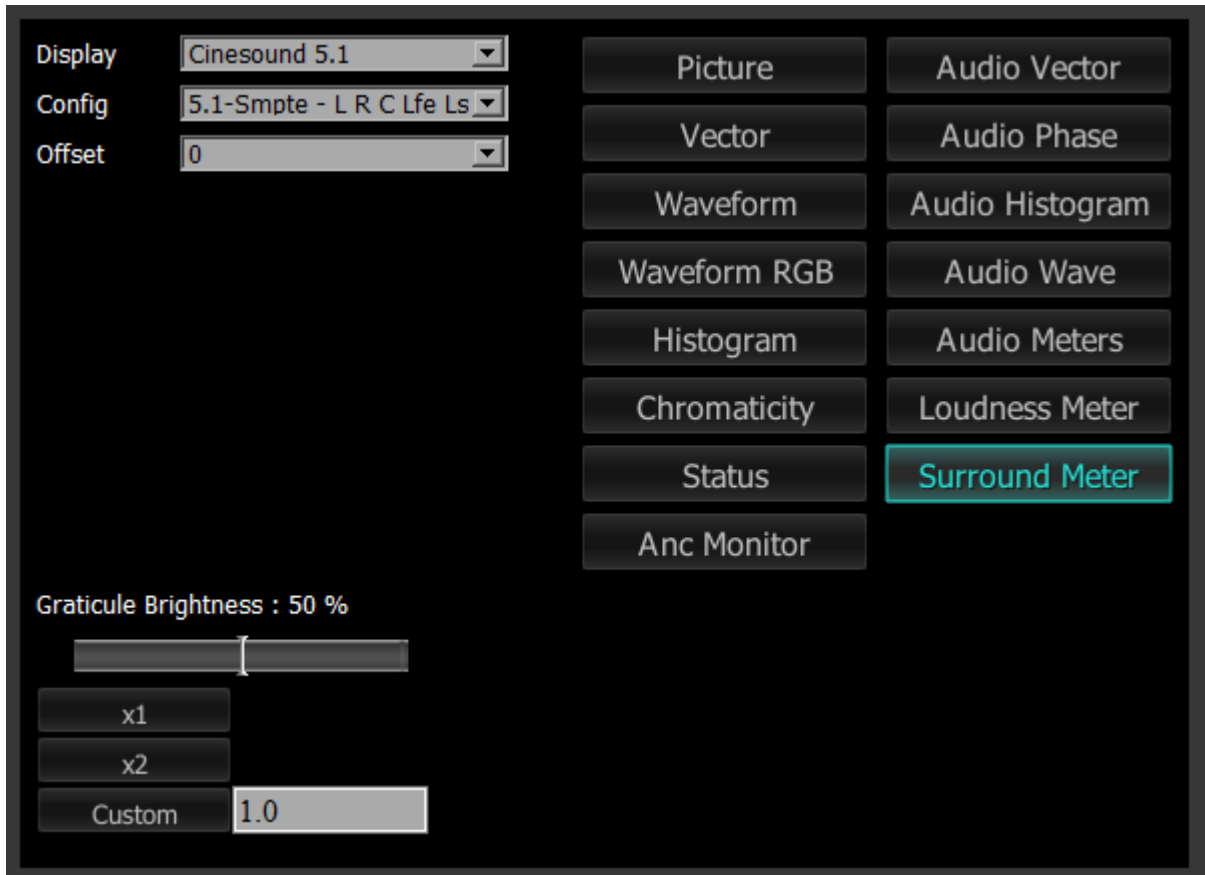 Display Cinesound 5.1
Config 5.1-Smpte - L R C Lfe Ls
Offset 0
Picture
Vector
Waveform
Waveform RGB
Histogram
Chromaticity
Status
Anc Monitor
Audio Vector
Audio Phase
Audio Histogram
Audio Wave
Audio Meters
Loudness Meter
Surround Meter
Graticule Brightness : 50 %
x1
x2
Custom 1.0